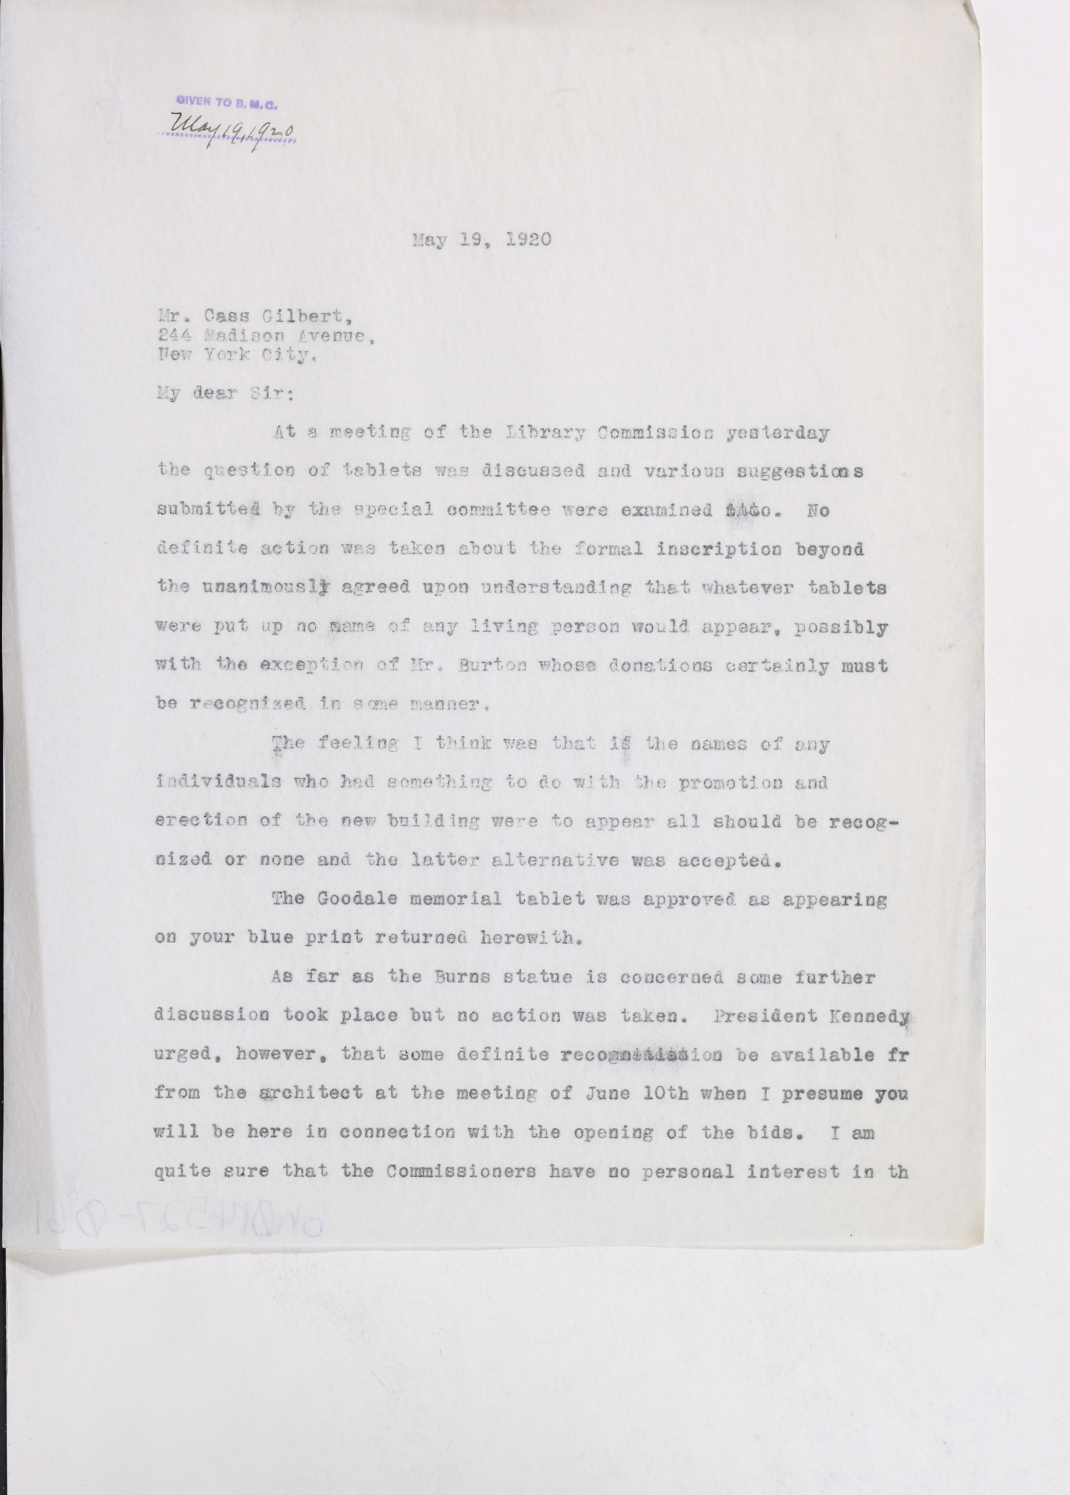 GIVEN TO B.M.C.
May 19, 1920
May 19, 1920
Mr. Cass Gilbert,
244 Madison Avenue,
New York City.
My dear Sir:
At a meeting of the Library Commission yesterday
the question of tablets was discussed and various suggestions
submitted by the special committee were examined No
definite action was taken about the formal inscription beyond
the unanimously agreed upon understanding that whatever tablets
were put up no name of any living person would appear, possibly
with the exception of Mr. Burton whose donations certainly must
be recognized in some manner.
The feeling I think was that if the names of any
individuals who had something to do with the promotion and
erection of the new building were to appear all should be recog-
nized or none and the latter alternative was accepted.
The Goodale memorial tablet was approved as appearing
on your blue print returned herewith.
As far as the Burns statue is concerned some further
discussion took place but no action was taken. President Kennedy
urged, however, that some definite be available fr
from the architect at the meeting of June 10th when I presume you
will be here in connection with the opening of the bids. I am
quite sure that the Commissioners have no personal interest in th